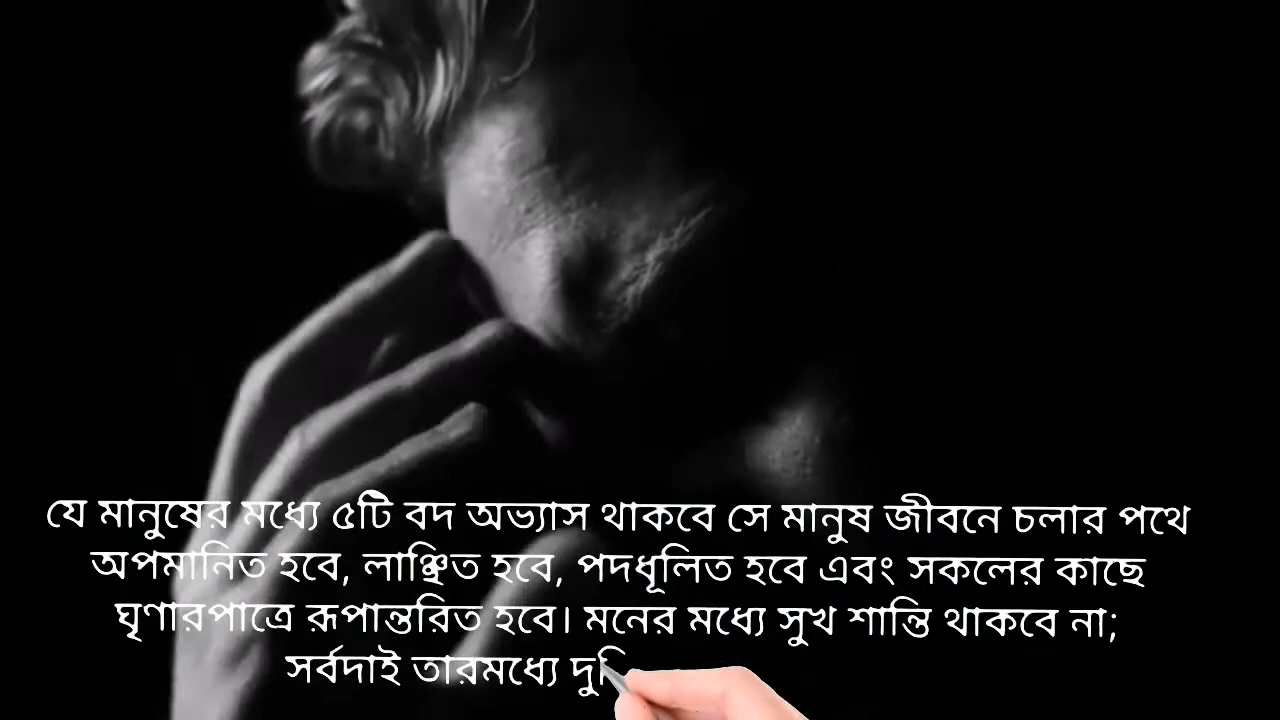 যে মানুষের মধ্যে ৫টি বদ অভ্যাস থাকবে সে মানুষ জীবনে চলার পথে
অপমানিত হবে, লাঞ্ছিত হবে, পদধূলিত হবে এবং সকলের কাছে
ঘৃণারপাত্রে রূপান্তরিত হবে। মনের মধ্যে সুখ শান্তি থাকবে না;
সর্বদাই তারমধ্যে